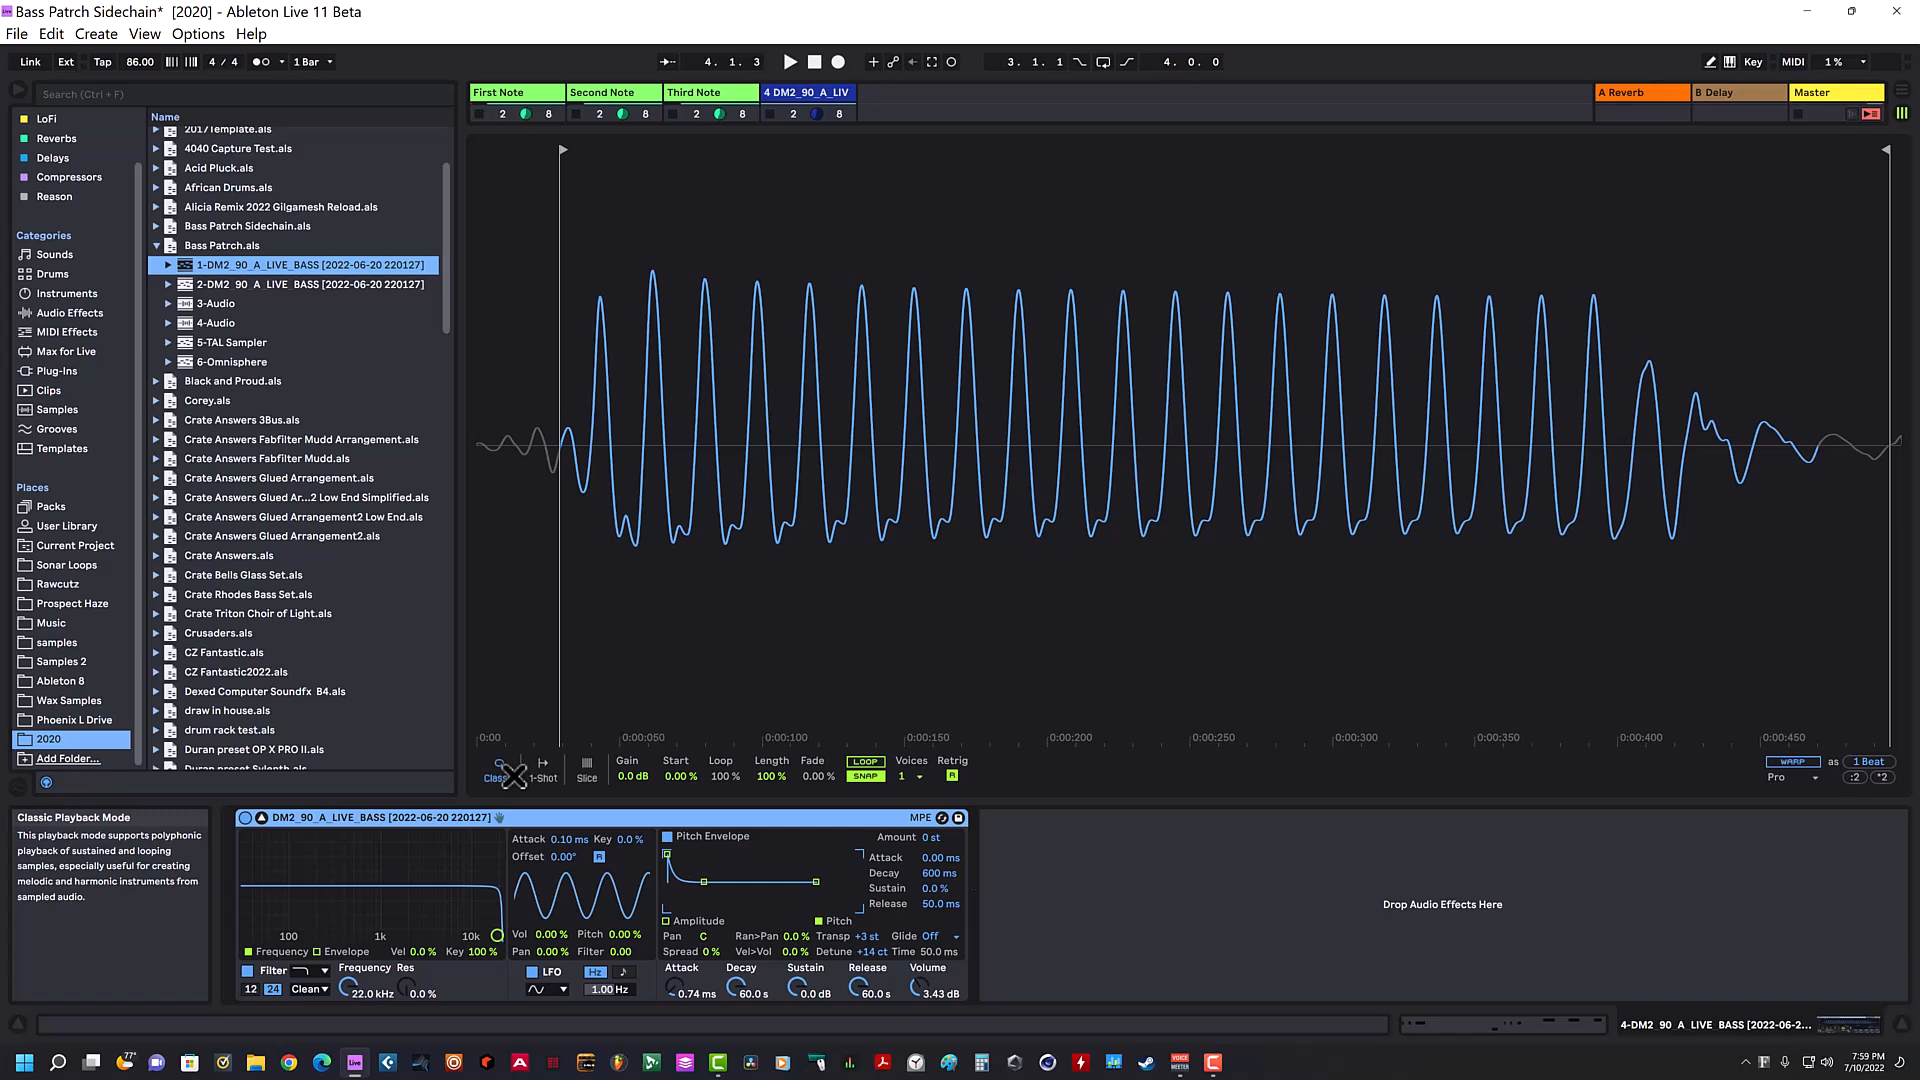 Bass Patrch Sidechain* [2020] - Ableton Live 11 Beta
File Edit Create View Options Help
Link Ext Tap 86.00 4 / 4 1 Bar 4. 1. 3 3. 1. 1 4. 0. 0 Key MIDI 1 %
Search (Ctrl + F)
LoFi
Reverbs
Delays
Compressors
Reason
Categories
Sounds
Drums
Instruments
Audio Effects
MIDI Effects
Max for Live
Plug-Ins
Clips
Samples
Grooves
Templates
Places
Packs
User Library
Current Project
Sonar Loops
Rawcutz
Prospect Haze
Music
samples
Samples 2
Ableton 8
Wax Samples
Phoenix L Drive
2020
Add Folder...
Name
2017Template.als
4040 Capture Test.als
Acid Pluck.als
African Drums.als
Alicia Remix 2022 Gilgamesh Reload.als
Bass Patrch Sidechain.als
Bass Patrch.als
1-DM2_90_A_LIVE_BASS [2022-06-20 220127]
2-DM2_90_A_LIVE_BASS [2022-06-20 220127]
3-Audio
4-Audio
5-TAL Sampler
6-Omnisphere
Black and Proud.als
Corey.als
Crate Answers 3Bus.als
Crate Answers Fabfilter Mudd Arrangement.als
Crate Answers Fabfilter Mudd.als
Crate Answers Glued Arrangement.als
Crate Answers Glued Ar...2 Low End Simplified.als
Crate Answers Glued Arrangement2 Low End.als
Crate Answers Glued Arrangement2.als
Crate Answers.als
Crate Bells Glass Set.als
Crate Rhodes Bass Set.als
Crate Triton Choir of Light.als
Crusaders.als
CZ Fantastic.als
CZ Fantastic2022.als
Dexed Computer Soundfx B4.als
draw in house.als
drum rack test.als
Duran preset OP X PRO II.als
Duran preset Sylenth.als
First Note Second Note Third Note 4 DM2_90_A_LIV A Reverb B Delay Master
2 8 2 8 2 8 2 8
0:00 0:00:050 0:00:100 0:00:150 0:00:200 0:00:250 0:00:300 0:00:350 0:00:400 0:00:450
Gain Start Loop Length Fade LOOP Voices Retrig WARP as 1 Beat
Class 1-Shot Slice 0.0 dB 0.00 % 100 % 100 % 0.00 % SNAP 1 R Pro :2 *2
Classic Playback Mode
This playback mode supports polyphonic
playback of sustained and looping
samples, especially useful for creating
melodic and harmonic instruments from
sampled audio.
DM2_90_A_LIVE_BASS [2022-06-20 220127] MPE
100 1k 10k
Frequency Envelope Vel 0.0 % Key 100 %
Filter Frequency Res
12 24 Clean 22.0 kHz 0.0 %
Attack 0.10 ms Key 0.0 %
Offset 0.00° R
Vol 0.00 % Pitch 0.00 %
Pan 0.00 % Filter 0.00
LFO Hz
1.00 Hz
Pitch Envelope Amount 0 st
Attack 0.00 ms
Decay 600 ms
Sustain 0.0 %
Release 50.0 ms
Amplitude Pitch
Pan C Ran>Pan 0.0 % Transp +3 st Glide Off
Spread 0 % Vel>Vol 0.0 % Detune +14 ct Time 50.0 ms
Attack Decay Sustain Release Volume
0.74 ms 60.0 s 0.0 dB 60.0 s 3.43 dB
Drop Audio Effects Here
4-DM2_90_A_LIVE_BASS [2022-06-2...
77° Live VOICE MEETER 7:59 PM
7/10/2022